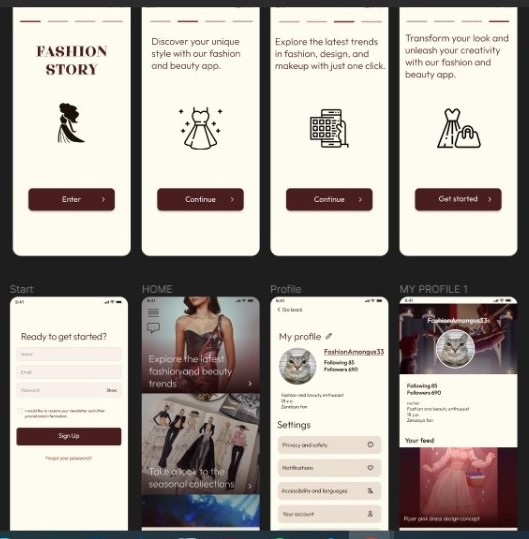 FASHION
STORY
Enter
Discover your unique
style with our fashion
and beauty app.
Continue
Explore the latest trends
in fashion, design, and
makeup with just one click.
Continue
Transform your look and
unleash your creativity
with our fashion and
beauty app.
Get started
Start
9:41
Ready to get started?
Name
Email
Password
Show
I would like to receive your newsletter and other
promotional information.
Sign Up
Forgot your password?
HOME
9:41
Explore the latest
fashion and beauty
trends
Take a look to the
seasonal collections
Profile
9:41
Go back
My profile
FashionAmongus33
Following 85
Followers 690
Fashion and beauty enthusiast
18 y.o.
Zendaya fan
Settings
Privacy and safety
Notifications
Accessibility and languages
Your account
MY PROFILE 1
9:41
FashionAmongus33
Following 85
Followers 690
Fashion and beauty enthusiast
18 y.o.
Zendaya fan
Your feed
Piper pink dress design concept